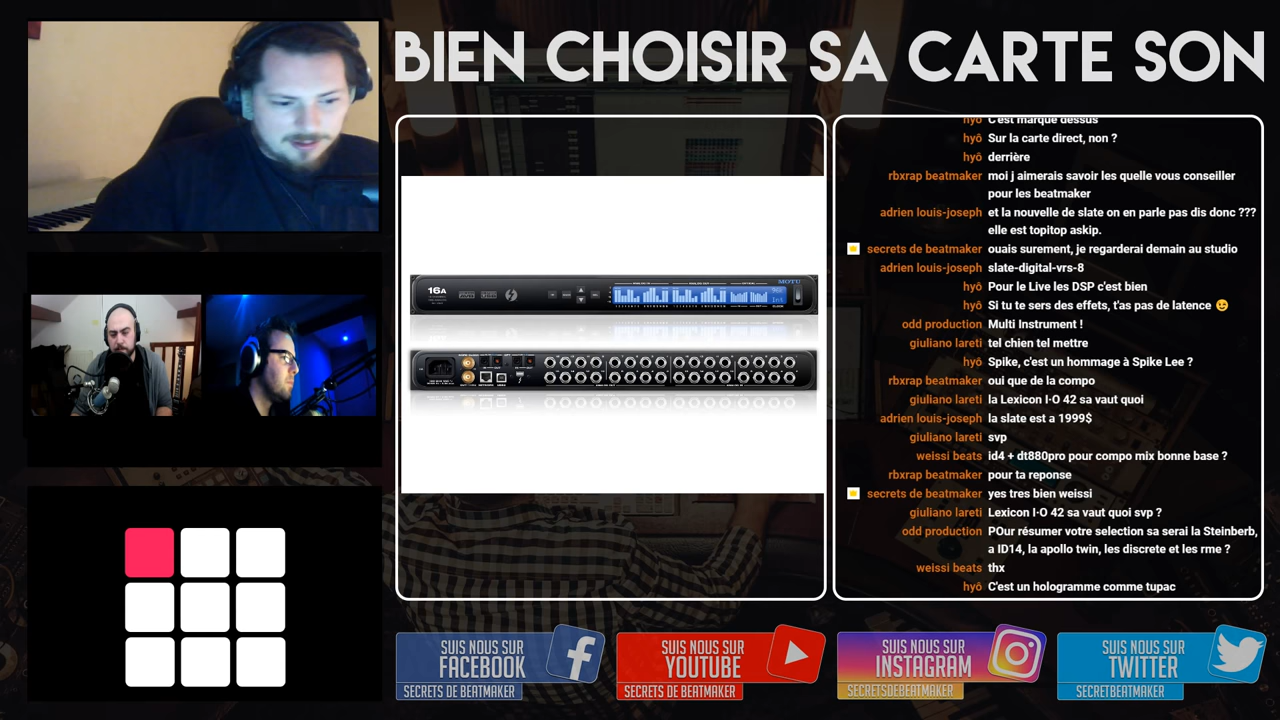 BIEN CHOISIR SA CARTE SON
16A
MOTU
hyô C'est marqué dessus
hyô Sur la carte direct, non ?
hyô derrière
rbxrap beatmaker moi j aimerais savoir les quelle vous conseiller
pour les beatmaker
adrien louis-joseph et la nouvelle de slate on en parle pas dis donc ???
elle est topitop askip.
secrets de beatmaker ouais surement, je regarderai demain au studio
adrien louis-joseph slate-digital-vrs-8
hyô Pour le Live les DSP c'est bien
hyô Si tu te sers des effets, t'as pas de latence 😉
odd production Multi Instrument !
giuliano lareti tel chien tel mettre
hyô Spike, c'est un hommage à Spike Lee ?
rbxrap beatmaker oui que de la compo
giuliano lareti la Lexicon I·O 42 sa vaut quoi
adrien louis-joseph la slate est a 1999$
giuliano lareti svp
weissi beats id4 + dt880pro pour compo mix bonne base ?
rbxrap beatmaker pour ta reponse
secrets de beatmaker yes tres bien weissi
giuliano lareti Lexicon I·O 42 sa vaut quoi svp ?
odd production POur résumer votre selection sa serai la Steinberb,
a ID14, la apollo twin, les discrete et les rme ?
weissi beats thx
hyô C'est un hologramme comme tupac
SUIS NOUS SUR
FACEBOOK
SECRETS DE BEATMAKER
SUIS NOUS SUR
YOUTUBE
SECRETS DE BEATMAKER
SUIS NOUS SUR
INSTAGRAM
SECRETSDEBEATMAKER
SUIS NOUS SUR
TWITTER
SECRETBEATMAKER